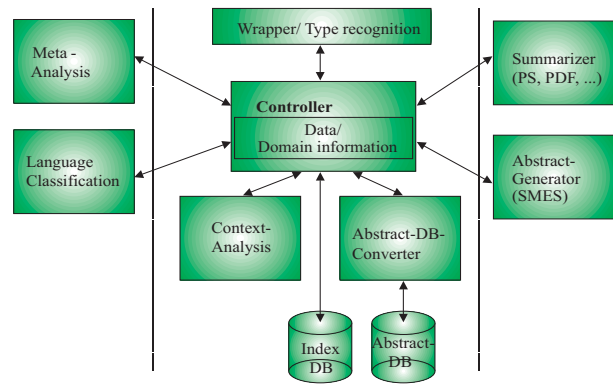 Wrapper/ Type recognition
Meta -
Analysis
Summarizer
(PS, PDF, ...)
Controller
Data/
Domain information
Language
Classification
Abstract-
Generator
(SMES)
Context-
Analysis
Abstract-DB-
Converter
Index
DB
Abstract-
DB